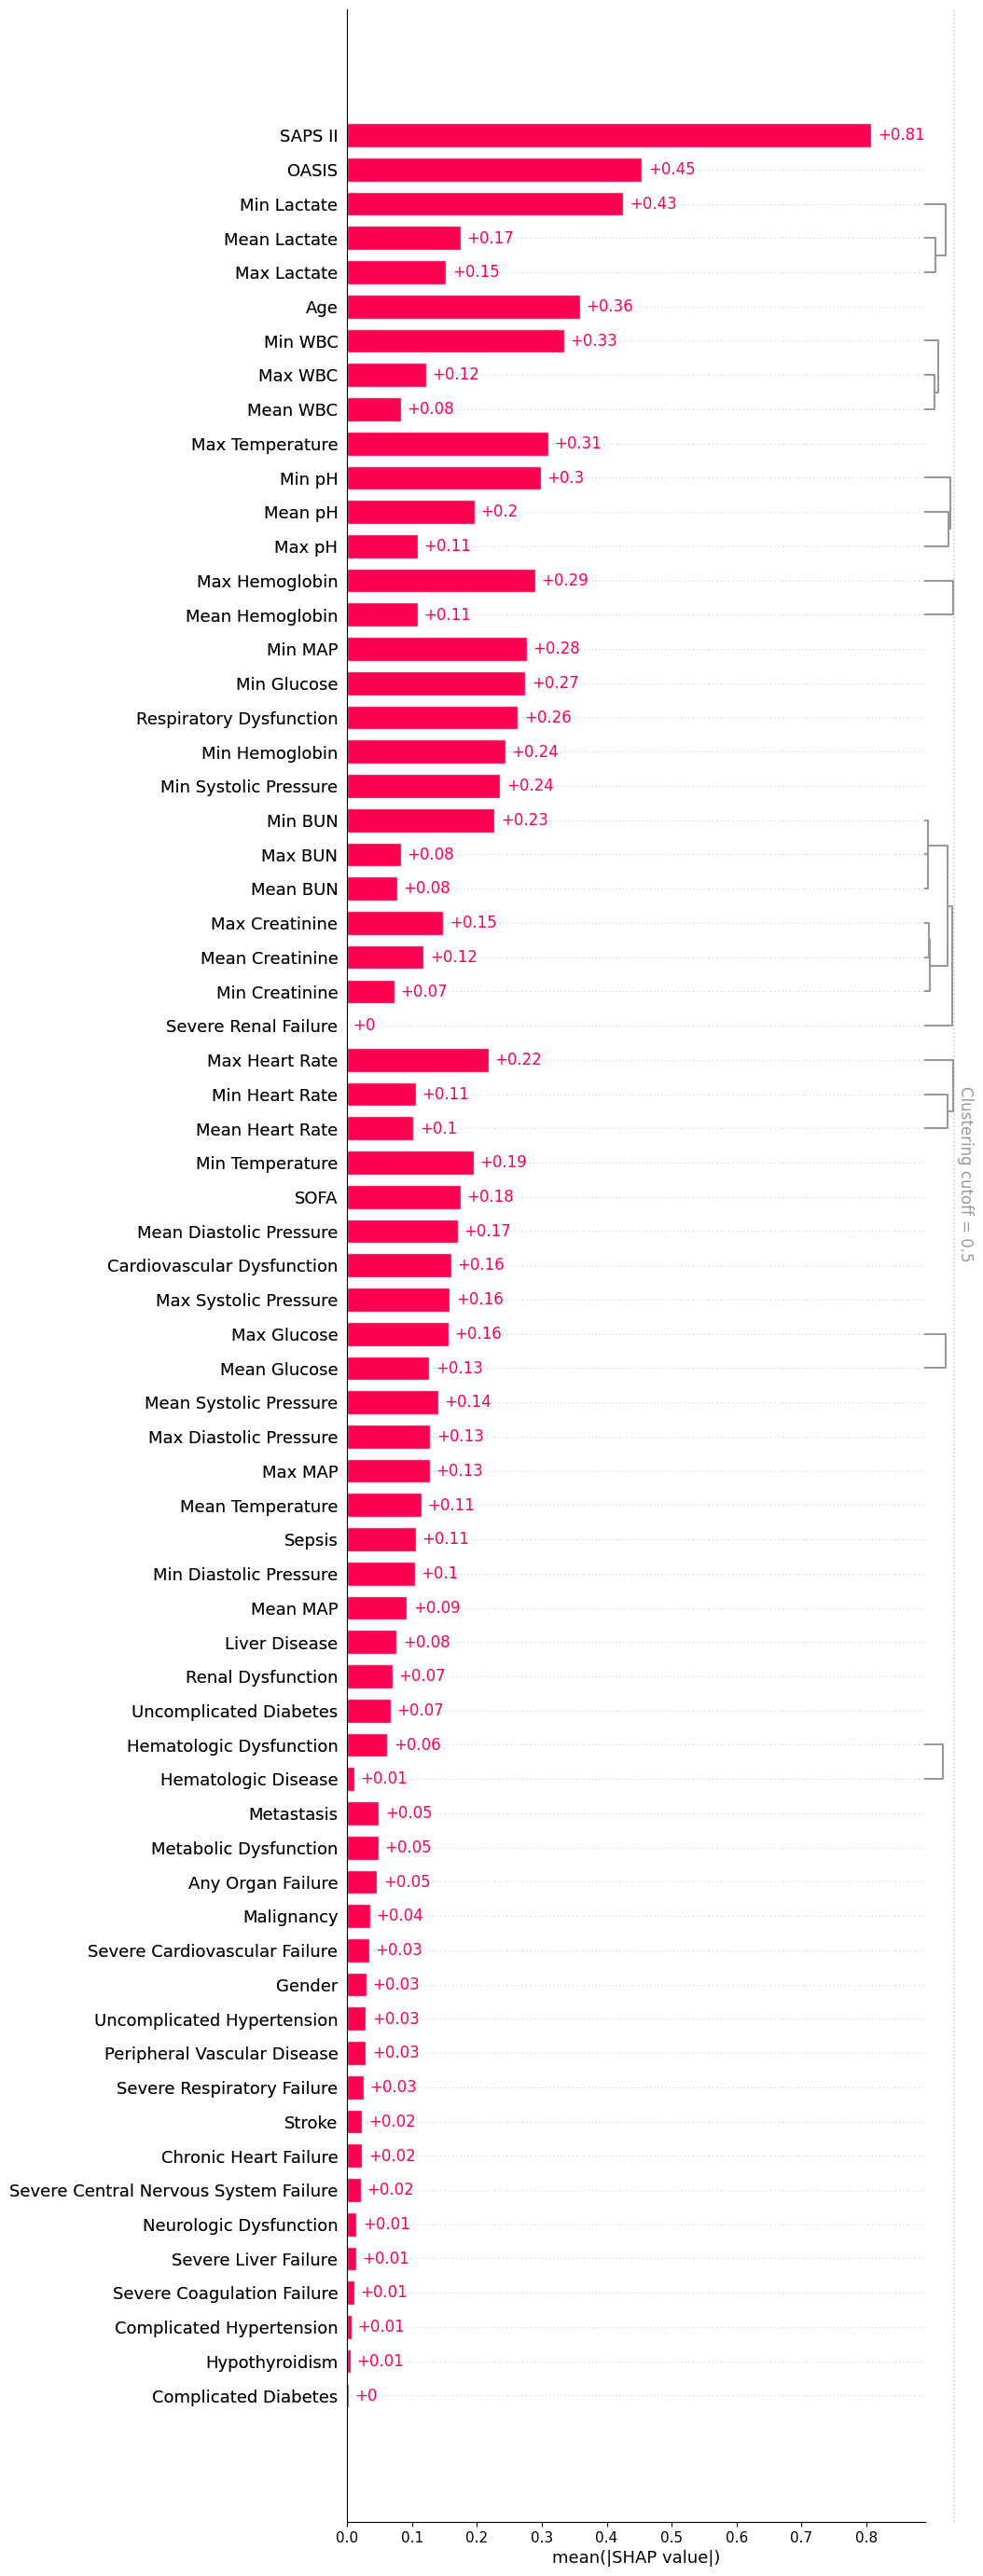 SAPS II +0.81
OASIS +0.45
Min Lactate +0.43
Mean Lactate +0.17
Max Lactate +0.15
Age +0.36
Min WBC +0.33
Max WBC +0.12
Mean WBC +0.08
Max Temperature +0.31
Min pH +0.3
Mean pH +0.2
Max pH +0.11
Max Hemoglobin +0.29
Mean Hemoglobin +0.11
Min MAP +0.28
Min Glucose +0.27
Respiratory Dysfunction +0.26
Min Hemoglobin +0.24
Min Systolic Pressure +0.24
Min BUN +0.23
Max BUN +0.08
Mean BUN +0.08
Max Creatinine +0.15
Mean Creatinine +0.12
Min Creatinine +0.07
Severe Renal Failure +0
Max Heart Rate +0.22
Min Heart Rate +0.11
Mean Heart Rate +0.1
Min Temperature +0.19
SOFA +0.18
Mean Diastolic Pressure +0.17
Cardiovascular Dysfunction +0.16
Max Systolic Pressure +0.16
Max Glucose +0.16
Mean Glucose +0.13
Mean Systolic Pressure +0.14
Max Diastolic Pressure +0.13
Max MAP +0.13
Mean Temperature +0.11
Sepsis +0.11
Min Diastolic Pressure +0.1
Mean MAP +0.09
Liver Disease +0.08
Renal Dysfunction +0.07
Uncomplicated Diabetes +0.07
Hematologic Dysfunction +0.06
Hematologic Disease +0.01
Metastasis +0.05
Metabolic Dysfunction +0.05
Any Organ Failure +0.05
Malignancy +0.04
Severe Cardiovascular Failure +0.03
Gender +0.03
Uncomplicated Hypertension +0.03
Peripheral Vascular Disease +0.03
Severe Respiratory Failure +0.03
Stroke +0.02
Chronic Heart Failure +0.02
Severe Central Nervous System Failure +0.02
Neurologic Dysfunction +0.01
Severe Liver Failure +0.01
Severe Coagulation Failure +0.01
Complicated Hypertension +0.01
Hypothyroidism +0.01
Complicated Diabetes +0
0.0 0.1 0.2 0.3 0.4 0.5 0.6 0.7 0.8
mean(|SHAP value|)
Clustering cutoff = 0.5